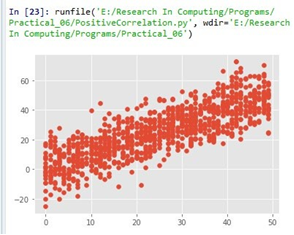 In [23]: runfile('E:/Research In Computing/Programs/
Practical_06/PositiveCorrelation.py', wdir='E:/Research
In Computing/Programs/Practical_06')
60
40
20
0
−20
0 10 20 30 40 50